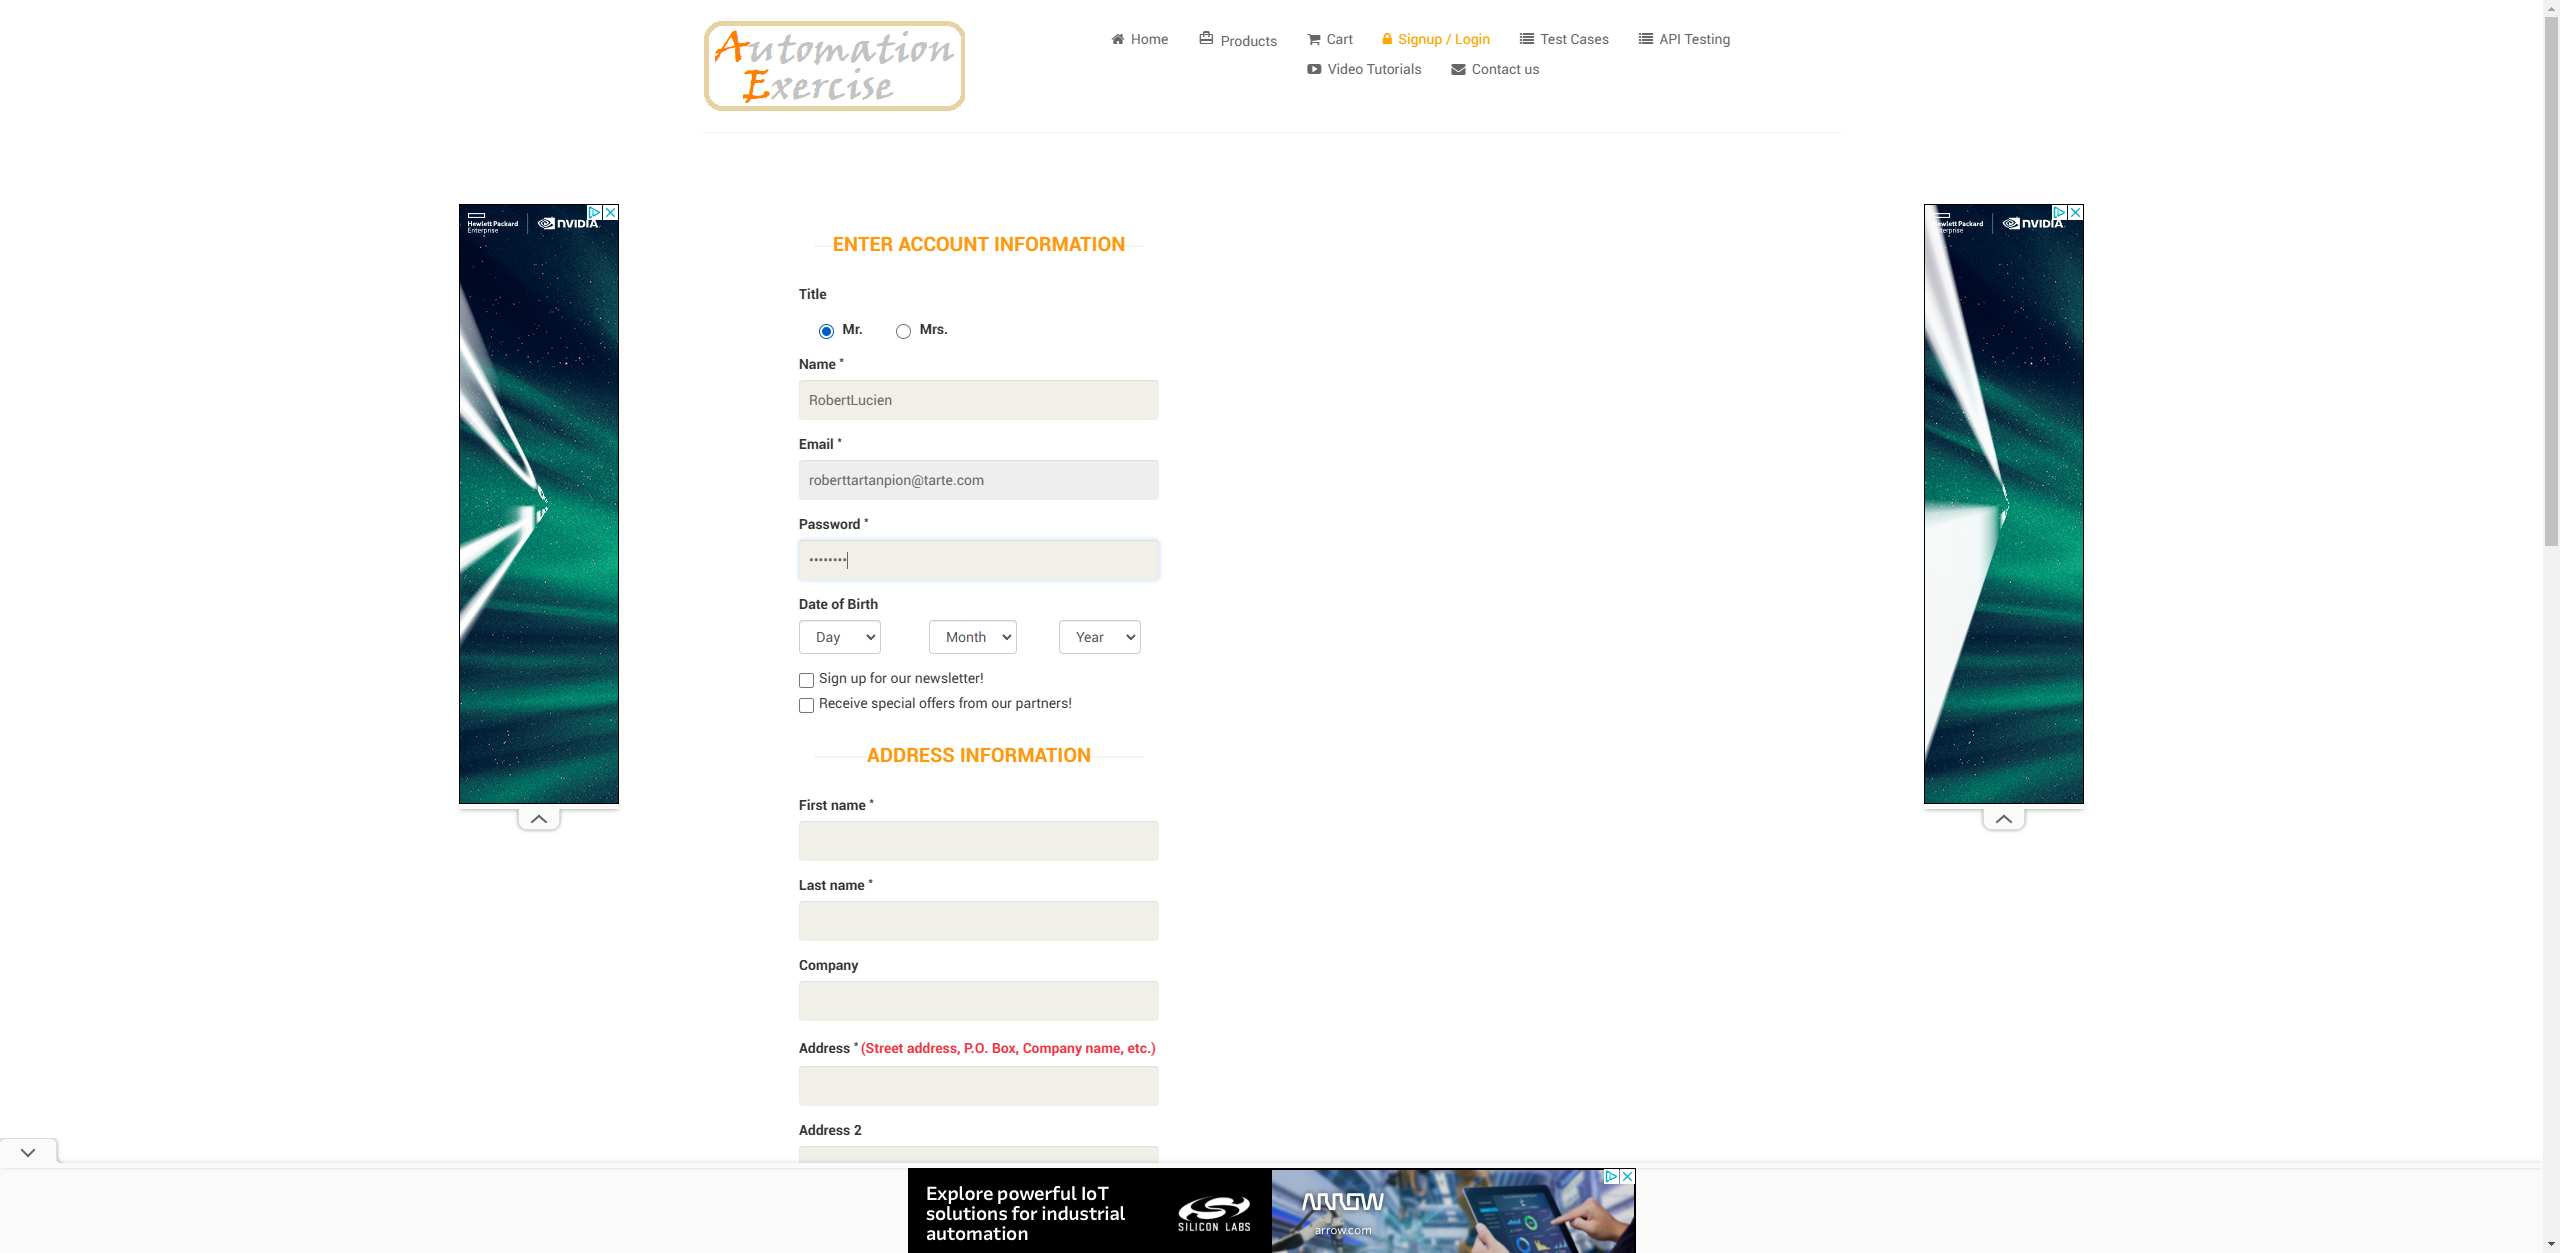 Automation
Exercise
Home
Products
Cart
Signup / Login
Test Cases
API Testing
Video Tutorials
Contact us
Hewlett Packard
Enterprise
NVIDIA
ENTER ACCOUNT INFORMATION
Title
Mr.
Mrs.
Name *
RobertLucien
Email *
roberttartanpion@tarte.com
Password *
••••••••
Date of Birth
Day
Month
Year
Sign up for our newsletter!
Receive special offers from our partners!
ADDRESS INFORMATION
First name *
Last name *
Company
Address * (Street address, P.O. Box, Company name, etc.)
Address 2
wlett Packard
erprise
NVIDIA
Explore powerful IoT
solutions for industrial
automation
SILICON LABS
ARROW
arrow.com